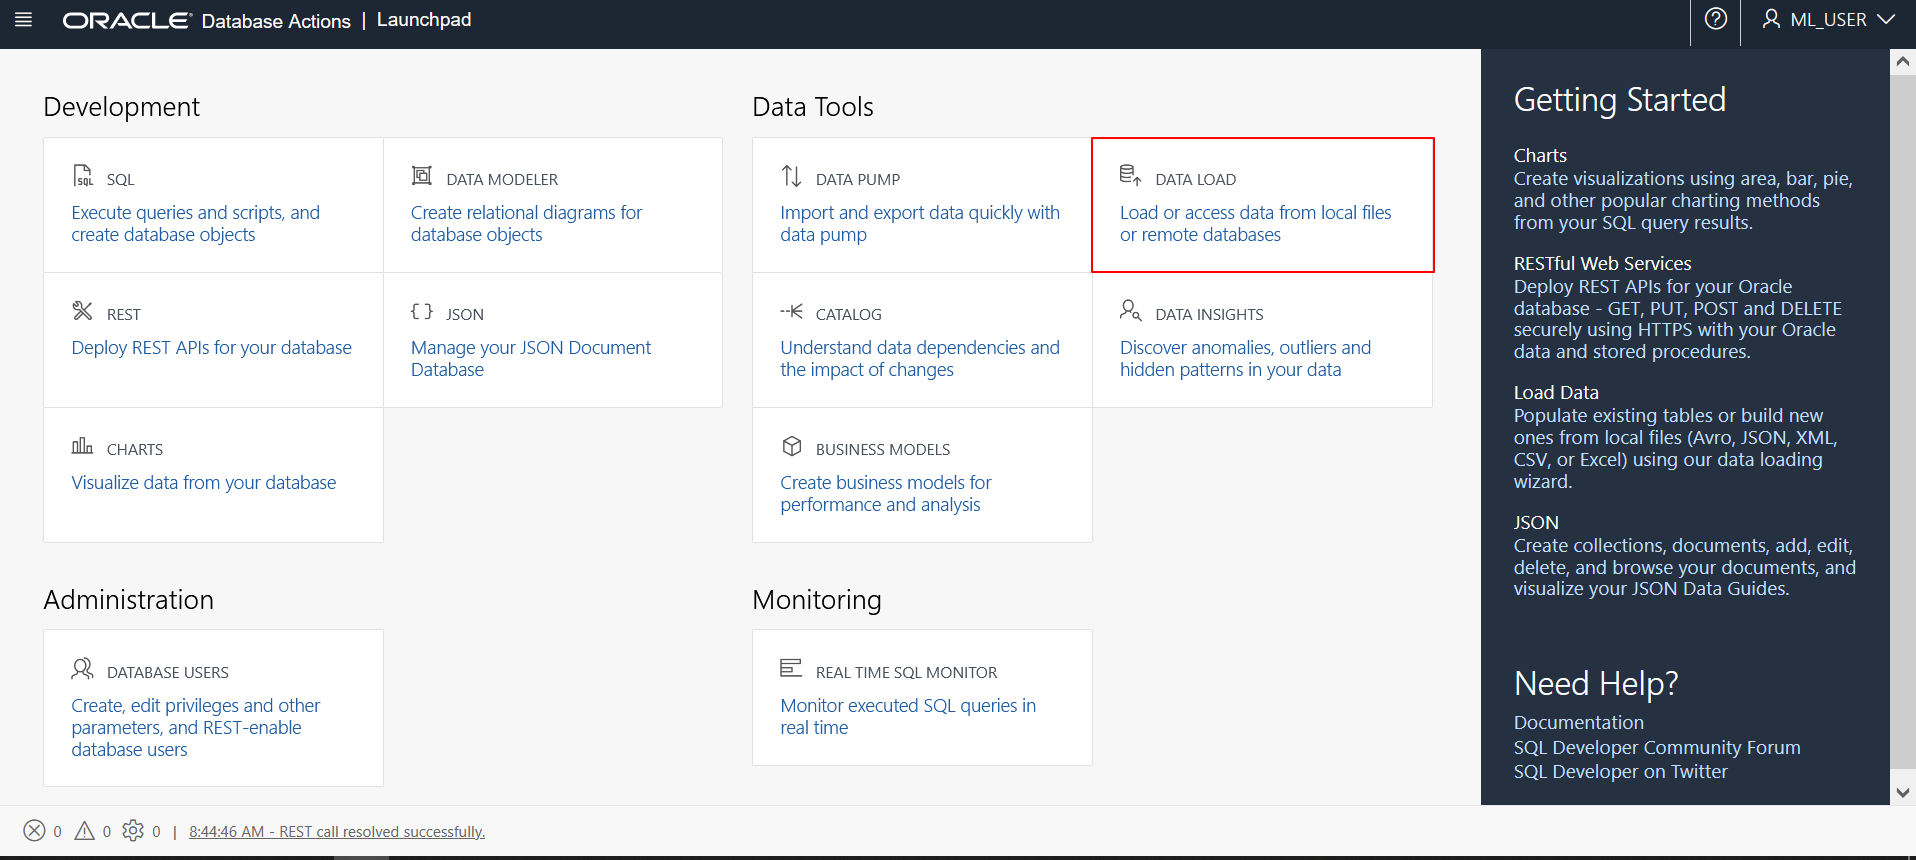 ORACLE Database Actions | Launchpad
ML_USER
Development
SQL
Execute queries and scripts, and
create database objects
DATA MODELER
Create relational diagrams for
database objects
REST
Deploy REST APIs for your database
{ } JSON
Manage your JSON Document
Database
CHARTS
Visualize data from your database
Data Tools
DATA PUMP
Import and export data quickly with
data pump
DATA LOAD
Load or access data from local files
or remote databases
CATALOG
Understand data dependencies and
the impact of changes
DATA INSIGHTS
Discover anomalies, outliers and
hidden patterns in your data
BUSINESS MODELS
Create business models for
performance and analysis
Administration
DATABASE USERS
Create, edit privileges and other
parameters, and REST-enable
database users
Monitoring
REAL TIME SQL MONITOR
Monitor executed SQL queries in
real time
Getting Started
Charts
Create visualizations using area, bar, pie,
and other popular charting methods
from your SQL query results.
RESTful Web Services
Deploy REST APIs for your Oracle
database - GET, PUT, POST and DELETE
securely using HTTPS with your Oracle
data and stored procedures.
Load Data
Populate existing tables or build new
ones from local files (Avro, JSON, XML,
CSV, or Excel) using our data loading
wizard.
JSON
Create collections, documents, add, edit,
delete, and browse your documents, and
visualize your JSON Data Guides.
Need Help?
Documentation
SQL Developer Community Forum
SQL Developer on Twitter
0 0 0 | 8:44:46 AM - REST call resolved successfully.